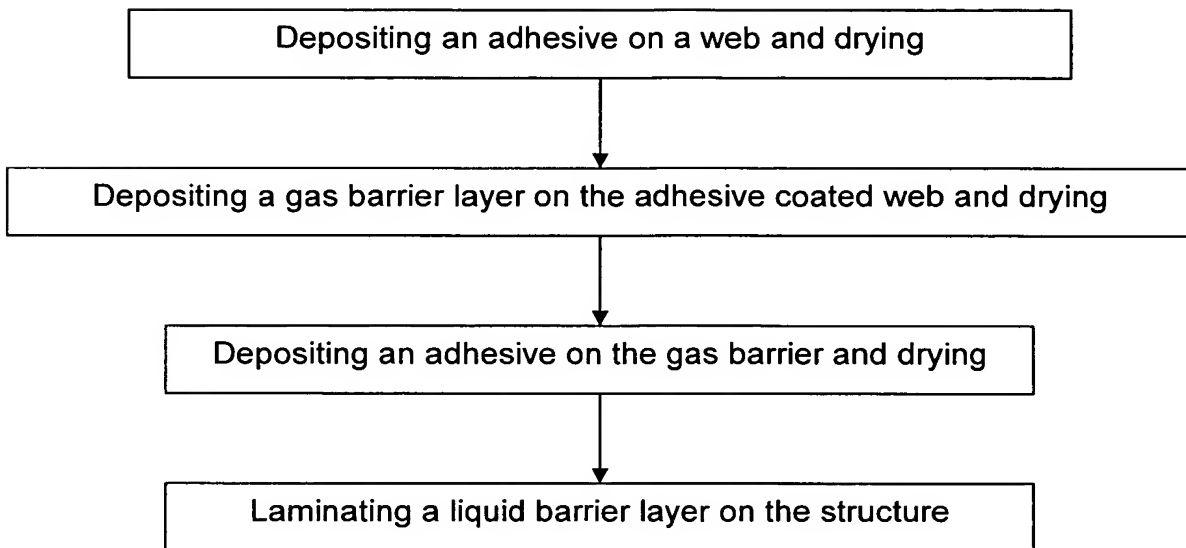 Depositing an adhesive on a web and drying
Depositing a gas barrier layer on the adhesive coated web and drying
Depositing an adhesive on the gas barrier and drying
Laminating a liquid barrier layer on the structure